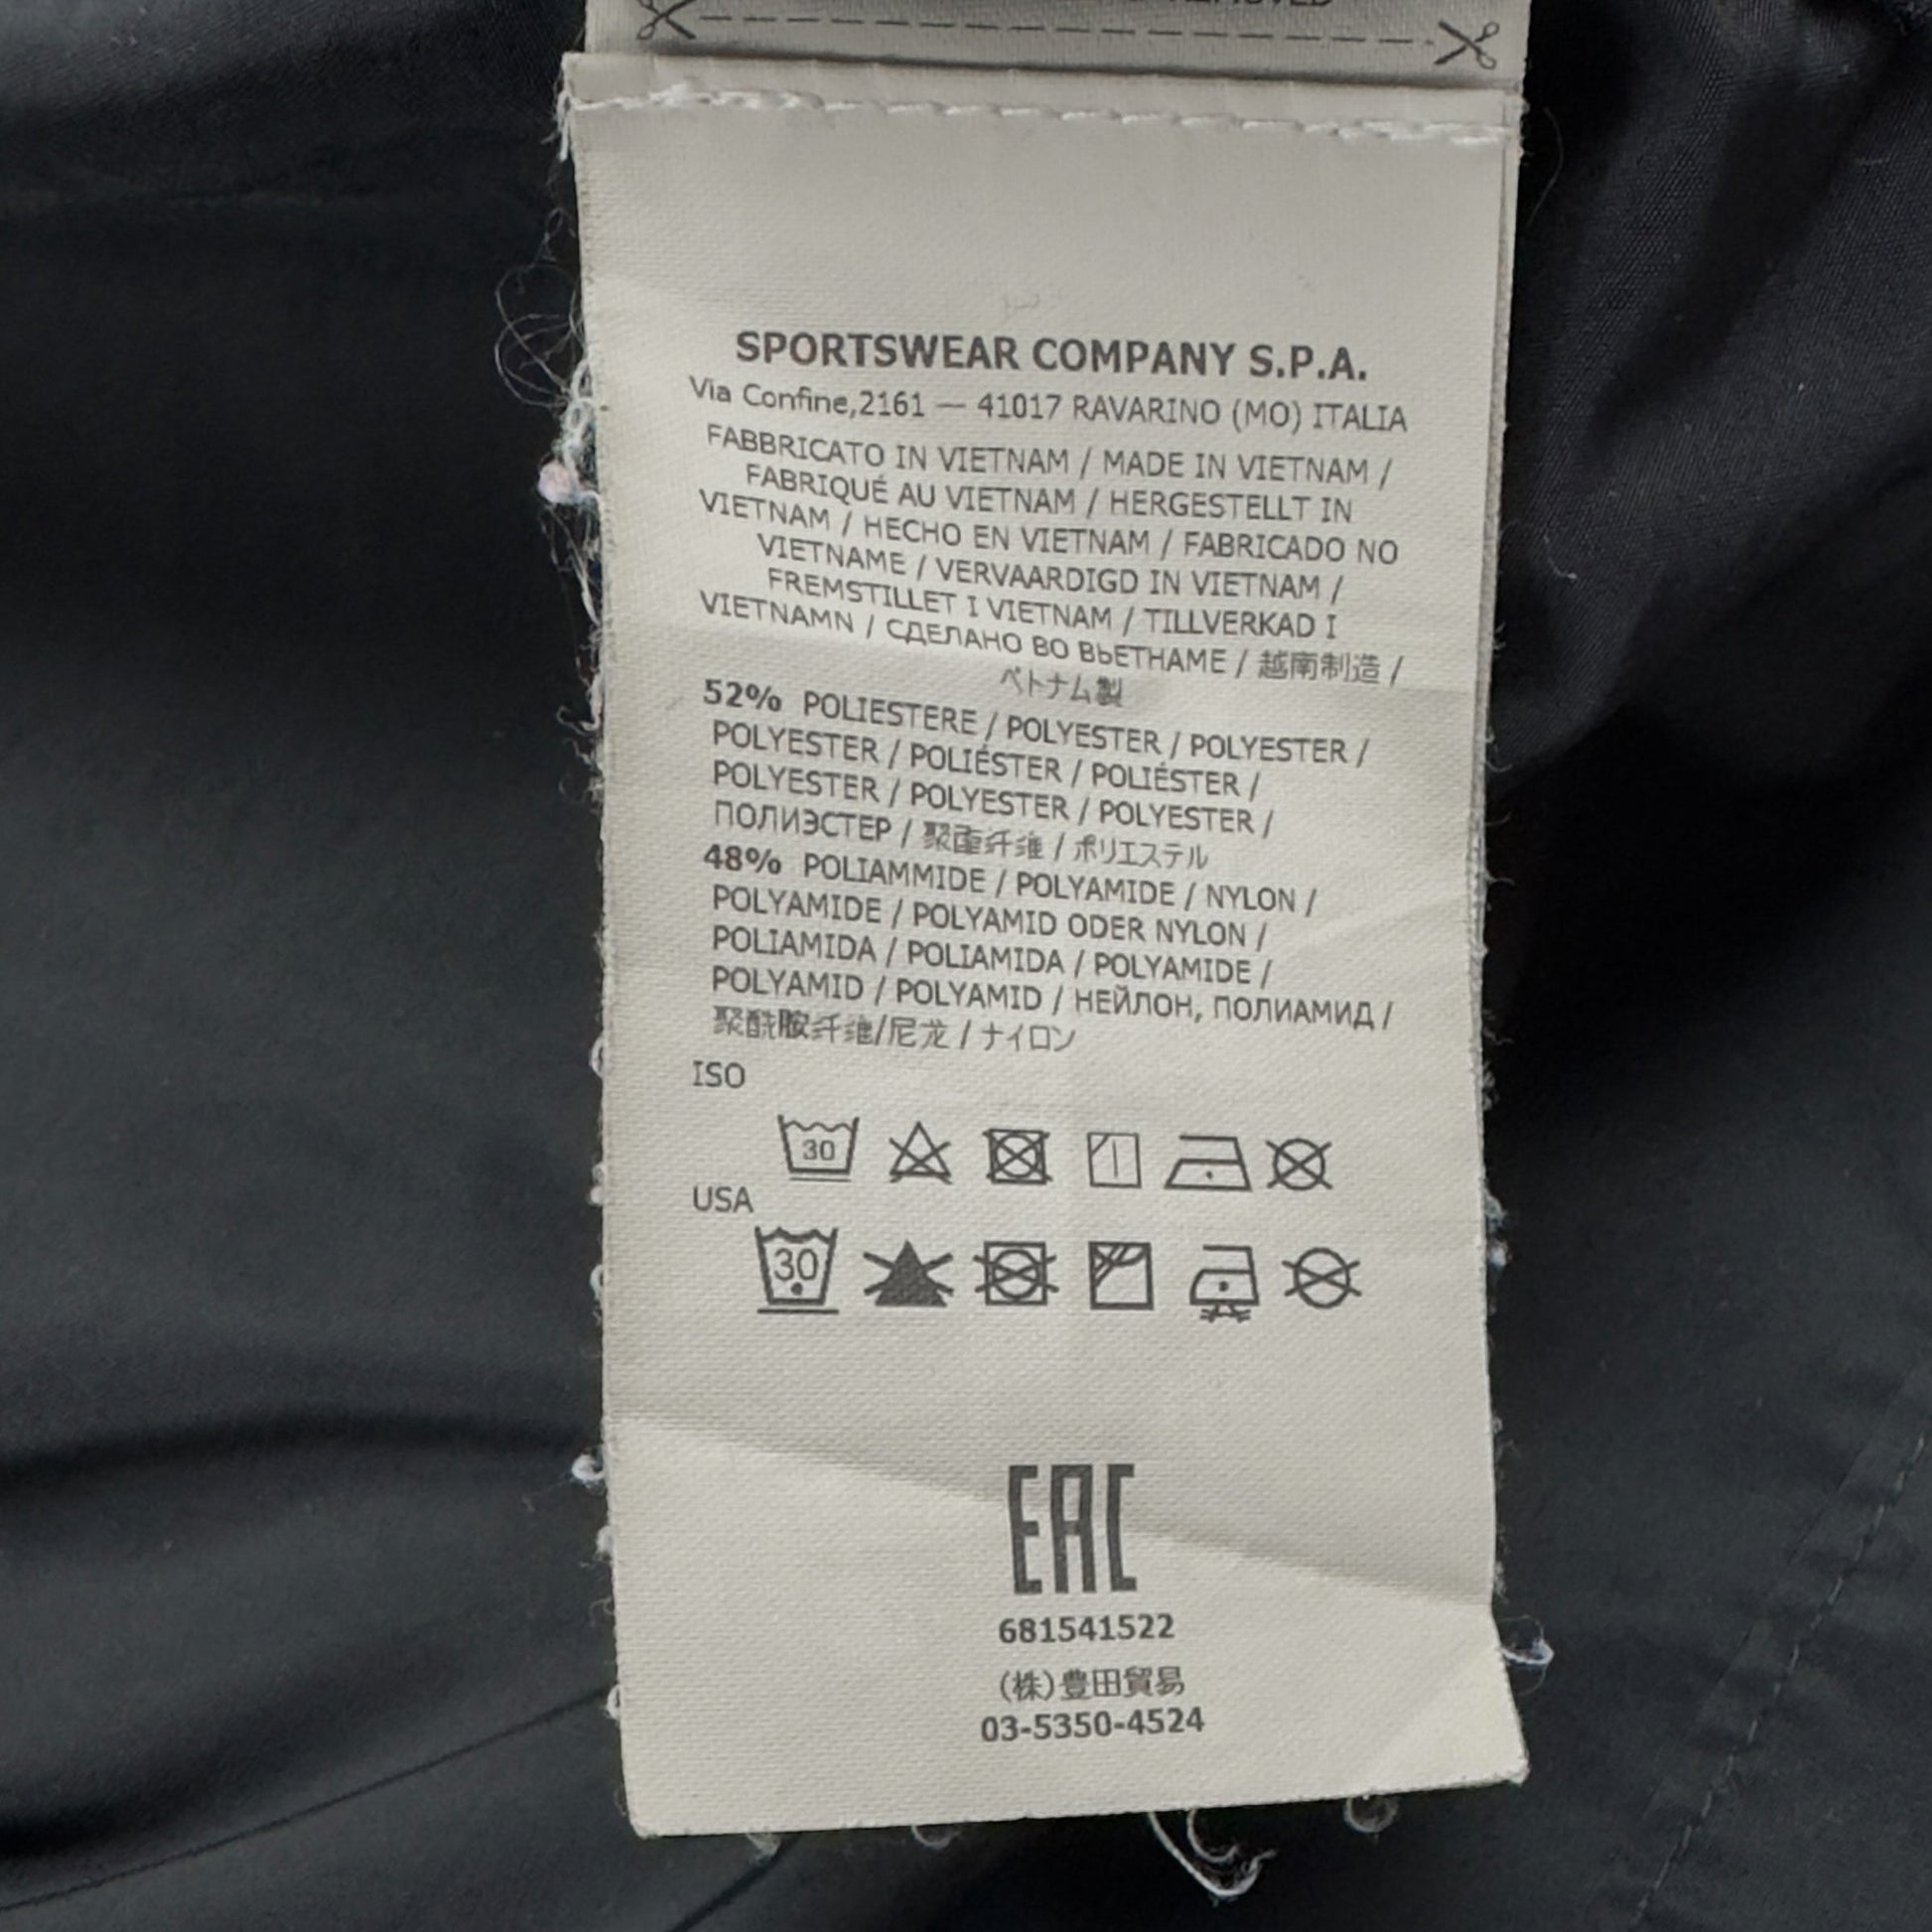 REMOVED
SPORTSWEAR COMPANY S.P.A.
Via Confine,2161 — 41017 RAVARINO (MO) ITALIA
FABBRICATO IN VIETNAM / MADE IN VIETNAM /
FABRIQUÉ AU VIETNAM / HERGESTELLT IN
VIETNAM / HECHO EN VIETNAM / FABRICADO NO
VIETNAME / VERVAARDIGD IN VIETNAM /
FREMSTILLET I VIETNAM / TILLVERKAD I
VIETNAMN / СДЕЛАНО ВО ВЬЕТНАМЕ / 越南制造 /
ベトナム製
52% POLIESTERE / POLYESTER / POLYESTER /
POLYESTER / POLIÉSTER / POLIÉSTER /
POLYESTER / POLYESTER / POLYESTER /
ПОЛИЭСТЕР / 聚酯纤维 / ポリエステル
48% POLIAMMIDE / POLYAMIDE / NYLON /
POLYAMIDE / POLYAMID ODER NYLON /
POLIAMIDA / POLIAMIDA / POLYAMIDE /
POLYAMID / POLYAMID / НЕЙЛОН, ПОЛИАМИД /
聚酰胺纤维/尼龙 / ナイロン
ISO
30
USA
30
EAC
681541522
(株)豊田貿易
03-5350-4524